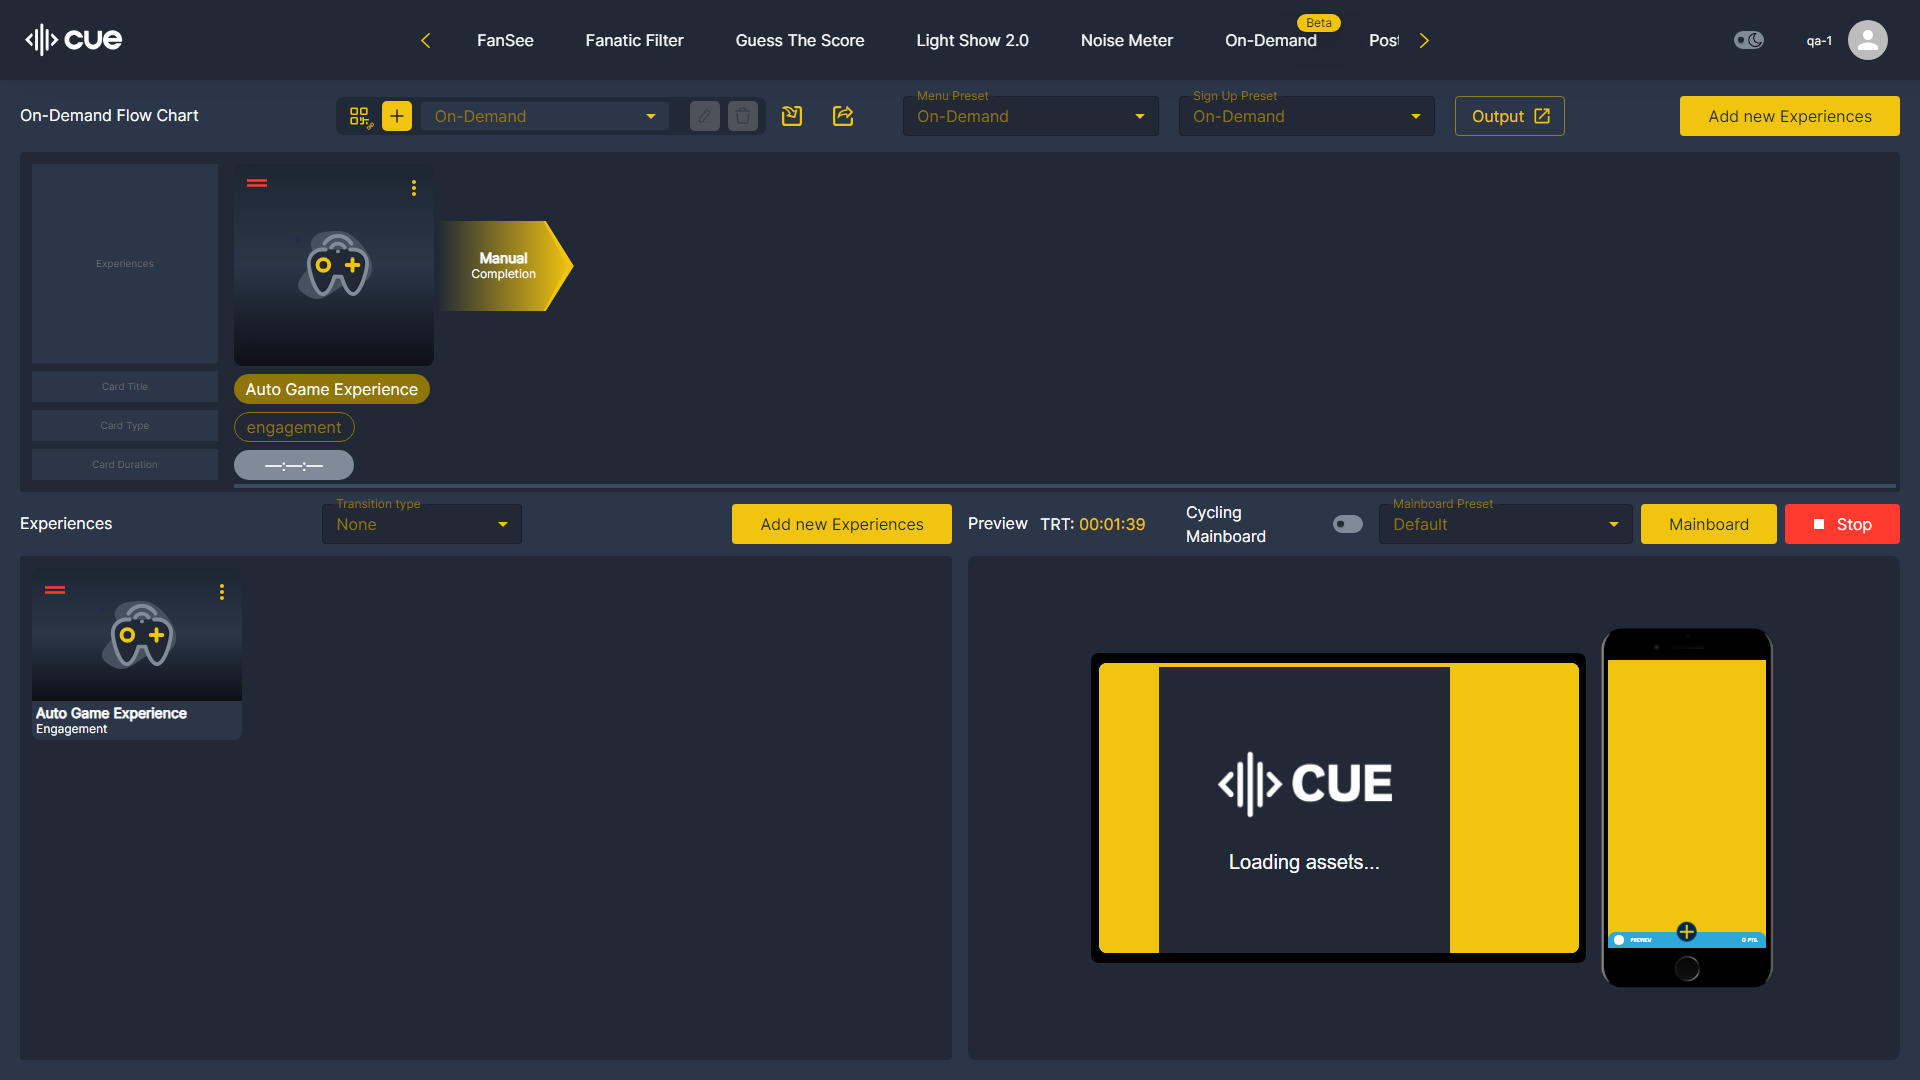 CUE
FanSee
Fanatic Filter
Guess The Score
Light Show 2.0
Noise Meter
On-Demand
Beta
Post
qa-1
On-Demand Flow Chart
On-Demand
Menu Preset
On-Demand
Sign Up Preset
On-Demand
Output
Add new Experiences
Experiences
Manual
Completion
Card Title
Auto Game Experience
Card Type
engagement
Card Duration
—:—:—
Experiences
Transition type
None
Add new Experiences
Preview
TRT: 00:01:39
Cycling
Mainboard
Mainboard Preset
Default
Mainboard
Stop
Auto Game Experience
Engagement
CUE
Loading assets...
PREVIEW
0 PTS.